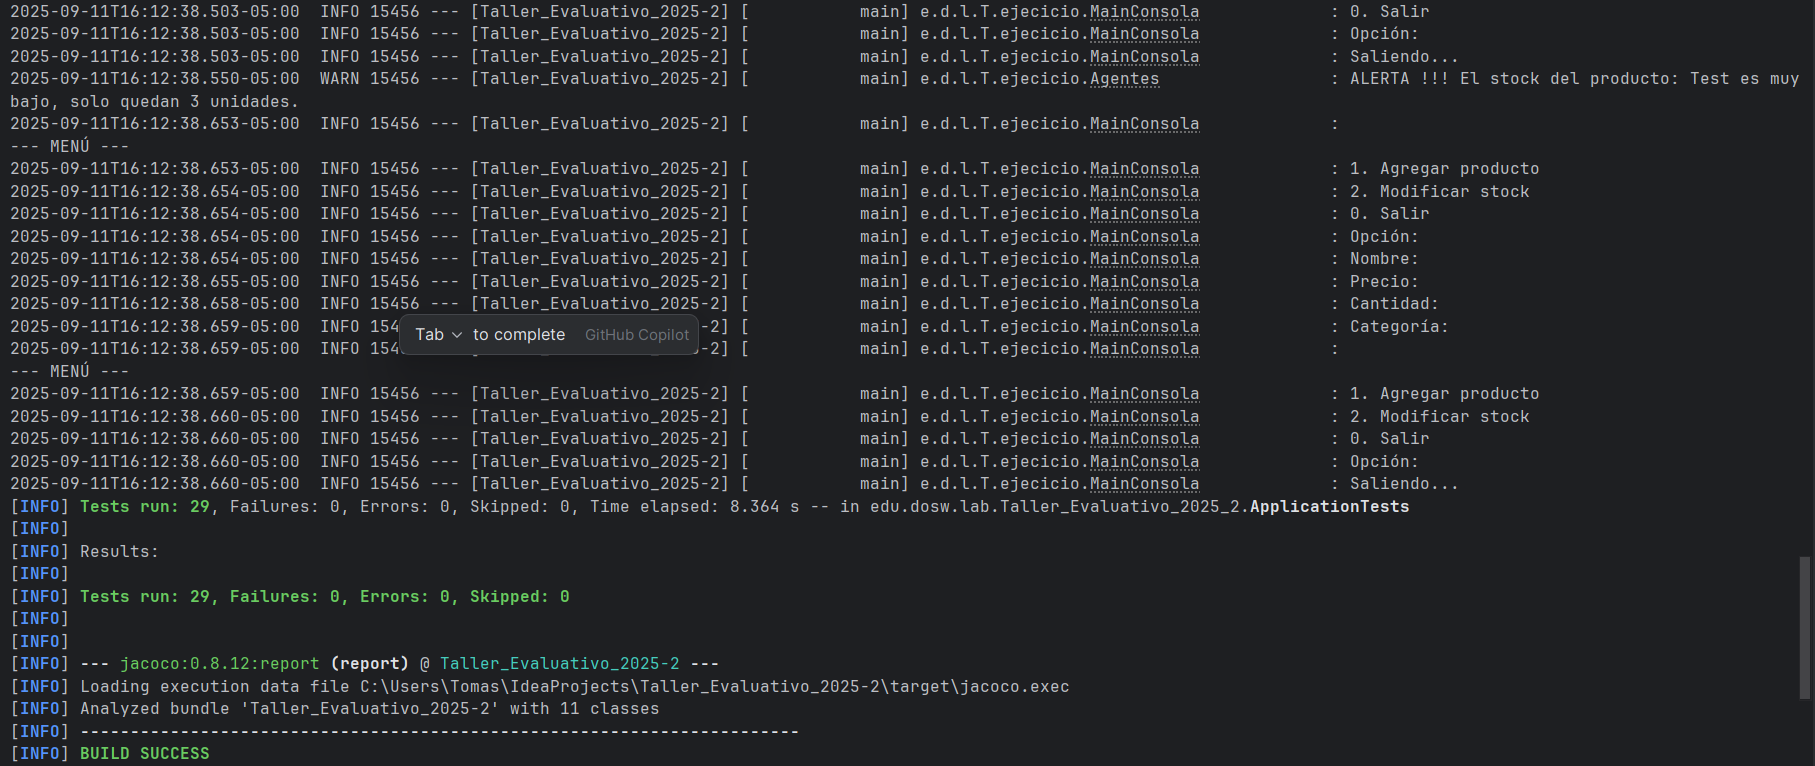 2025-09-11T16:12:38.503-05:00  INFO 15456 --- [Taller_Evaluativo_2025-2] [           main] e.d.l.T.ejecicio.MainConsola             : 0. Salir
2025-09-11T16:12:38.503-05:00  INFO 15456 --- [Taller_Evaluativo_2025-2] [           main] e.d.l.T.ejecicio.MainConsola             : Opción:
2025-09-11T16:12:38.503-05:00  INFO 15456 --- [Taller_Evaluativo_2025-2] [           main] e.d.l.T.ejecicio.MainConsola             : Saliendo...
2025-09-11T16:12:38.550-05:00  WARN 15456 --- [Taller_Evaluativo_2025-2] [           main] e.d.l.T.ejecicio.Agentes                 : ALERTA !!! El stock del producto: Test es muy
bajo, solo quedan 3 unidades.
2025-09-11T16:12:38.653-05:00  INFO 15456 --- [Taller_Evaluativo_2025-2] [           main] e.d.l.T.ejecicio.MainConsola             :
--- MENÚ ---
2025-09-11T16:12:38.653-05:00  INFO 15456 --- [Taller_Evaluativo_2025-2] [           main] e.d.l.T.ejecicio.MainConsola             : 1. Agregar producto
2025-09-11T16:12:38.654-05:00  INFO 15456 --- [Taller_Evaluativo_2025-2] [           main] e.d.l.T.ejecicio.MainConsola             : 2. Modificar stock
2025-09-11T16:12:38.654-05:00  INFO 15456 --- [Taller_Evaluativo_2025-2] [           main] e.d.l.T.ejecicio.MainConsola             : 0. Salir
2025-09-11T16:12:38.654-05:00  INFO 15456 --- [Taller_Evaluativo_2025-2] [           main] e.d.l.T.ejecicio.MainConsola             : Opción:
2025-09-11T16:12:38.654-05:00  INFO 15456 --- [Taller_Evaluativo_2025-2] [           main] e.d.l.T.ejecicio.MainConsola             : Nombre:
2025-09-11T16:12:38.655-05:00  INFO 15456 --- [Taller_Evaluativo_2025-2] [           main] e.d.l.T.ejecicio.MainConsola             : Precio:
2025-09-11T16:12:38.658-05:00  INFO 15456 --- [Taller_Evaluativo_2025-2] [           main] e.d.l.T.ejecicio.MainConsola             : Cantidad:
2025-09-11T16:12:38.659-05:00  INFO 154 -2] [           main] e.d.l.T.ejecicio.MainConsola             : Categoría:
Tab to complete GitHub Copilot
2025-09-11T16:12:38.659-05:00  INFO 154 -2] [           main] e.d.l.T.ejecicio.MainConsola             :
--- MENÚ ---
2025-09-11T16:12:38.659-05:00  INFO 15456 --- [Taller_Evaluativo_2025-2] [           main] e.d.l.T.ejecicio.MainConsola             : 1. Agregar producto
2025-09-11T16:12:38.660-05:00  INFO 15456 --- [Taller_Evaluativo_2025-2] [           main] e.d.l.T.ejecicio.MainConsola             : 2. Modificar stock
2025-09-11T16:12:38.660-05:00  INFO 15456 --- [Taller_Evaluativo_2025-2] [           main] e.d.l.T.ejecicio.MainConsola             : 0. Salir
2025-09-11T16:12:38.660-05:00  INFO 15456 --- [Taller_Evaluativo_2025-2] [           main] e.d.l.T.ejecicio.MainConsola             : Opción:
2025-09-11T16:12:38.660-05:00  INFO 15456 --- [Taller_Evaluativo_2025-2] [           main] e.d.l.T.ejecicio.MainConsola             : Saliendo...
[INFO] Tests run: 29, Failures: 0, Errors: 0, Skipped: 0, Time elapsed: 8.364 s -- in edu.dosw.lab.Taller_Evaluativo_2025_2.ApplicationTests
[INFO]
[INFO] Results:
[INFO]
[INFO] Tests run: 29, Failures: 0, Errors: 0, Skipped: 0
[INFO]
[INFO]
[INFO] --- jacoco:0.8.12:report (report) @ Taller_Evaluativo_2025-2 ---
[INFO] Loading execution data file C:\Users\Tomas\IdeaProjects\Taller_Evaluativo_2025-2\target\jacoco.exec
[INFO] Analyzed bundle 'Taller_Evaluativo_2025-2' with 11 classes
[INFO] ------------------------------------------------------------------------
[INFO] BUILD SUCCESS